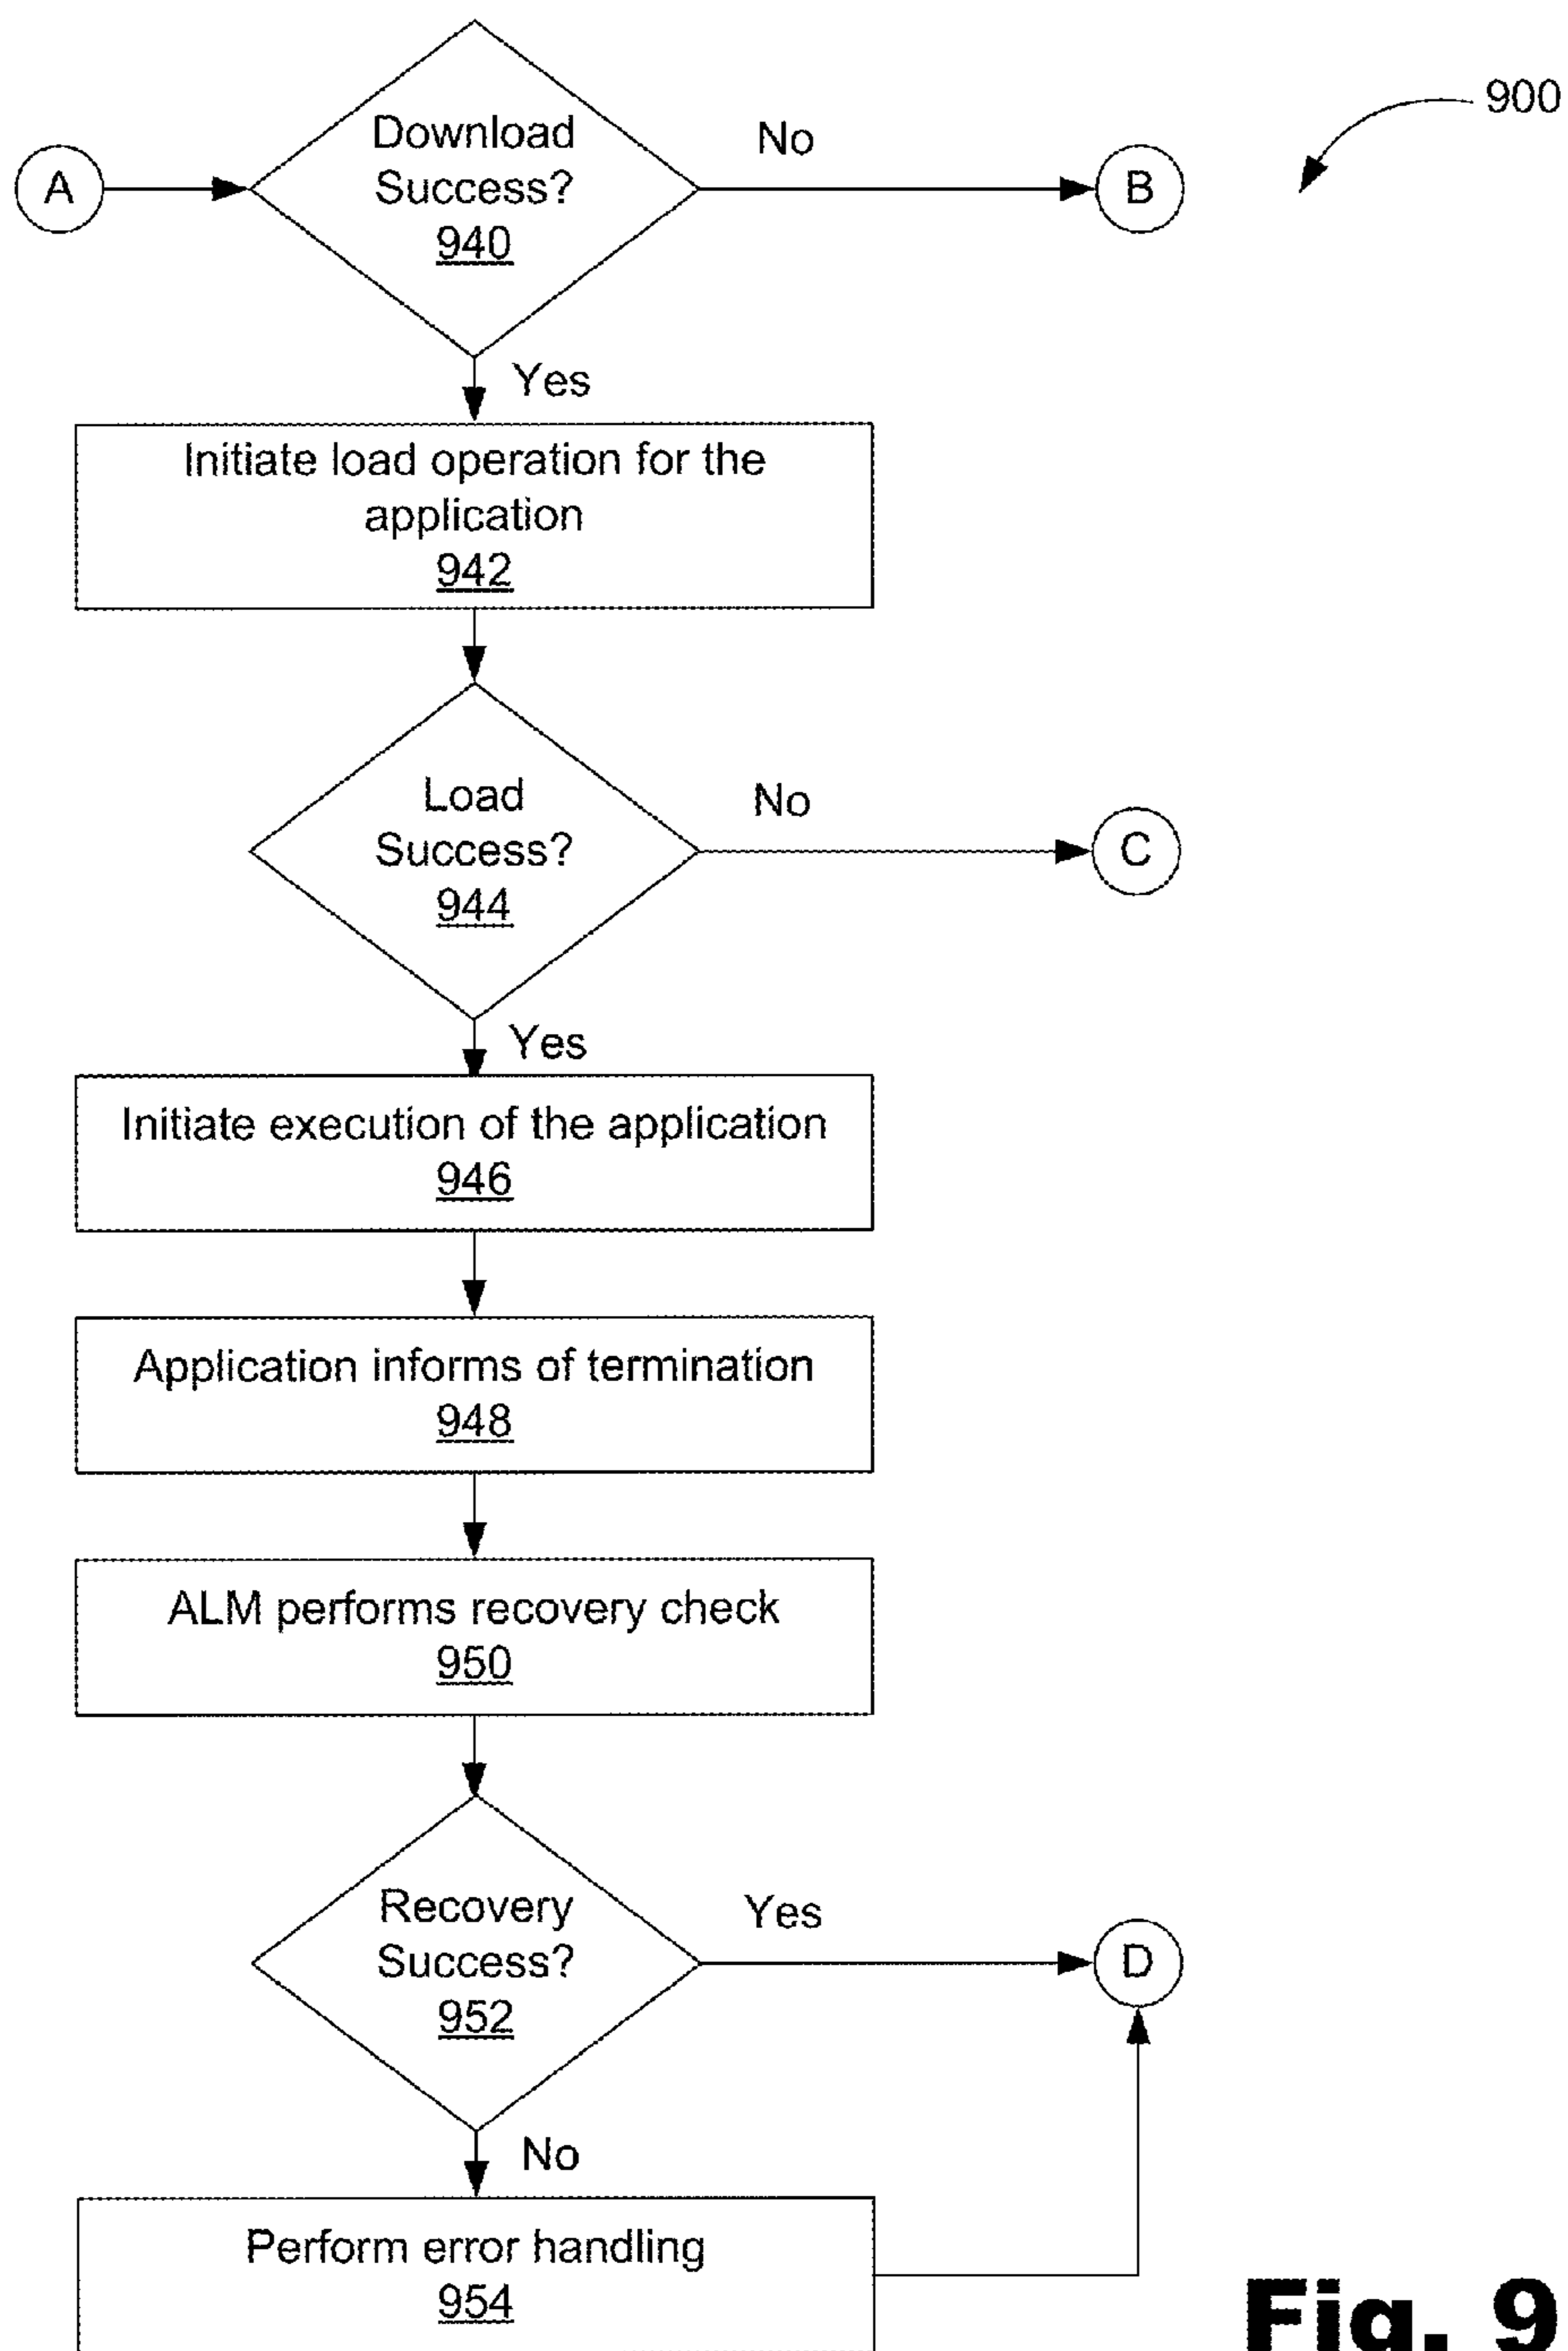 900
A
Download
Success?
940
No
B
Yes
Initiate load operation for the
application
942
Load
Success?
944
No
C
Yes
Initiate execution of the application
946
Application informs of termination
948
ALM performs recovery check
950
Recovery
Success?
952
Yes
D
No
Perform error handling
954
Fig. 9